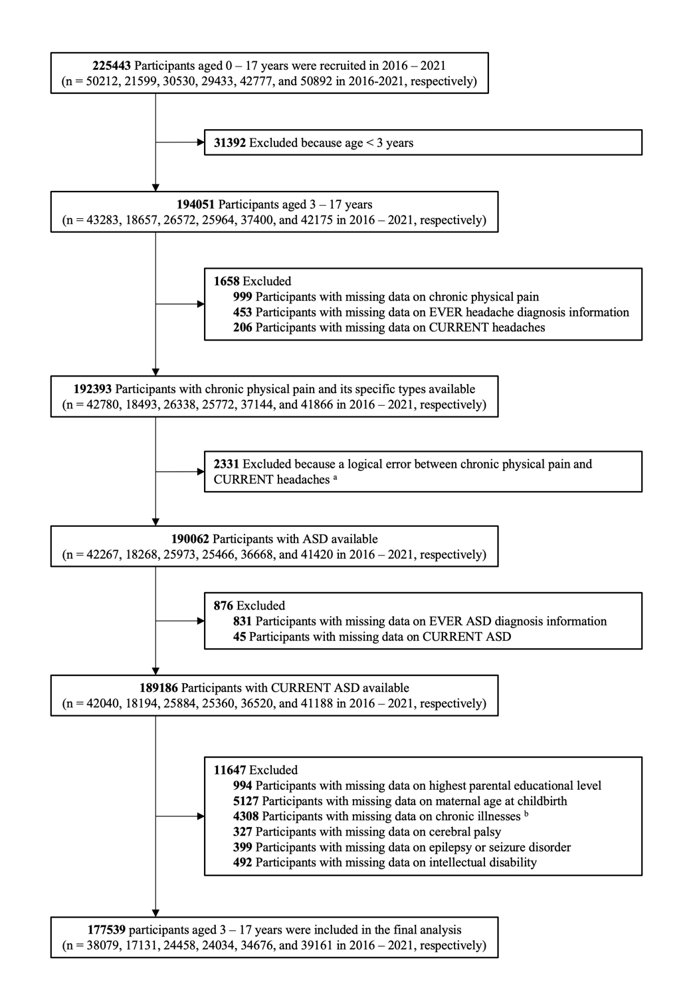 225443 Participants aged 0 – 17 years were recruited in 2016 – 2021
(n = 50212, 21599, 30530, 29433, 42777, and 50892 in 2016-2021, respectively)
31392 Excluded because age < 3 years
194051 Participants aged 3 – 17 years
(n = 43283, 18657, 26572, 25964, 37400, and 42175 in 2016 – 2021, respectively)
1658 Excluded
999 Participants with missing data on chronic physical pain
453 Participants with missing data on EVER headache diagnosis information
206 Participants with missing data on CURRENT headaches
192393 Participants with chronic physical pain and its specific types available
(n = 42780, 18493, 26338, 25772, 37144, and 41866 in 2016 – 2021, respectively)
2331 Excluded because a logical error between chronic physical pain and
CURRENT headaches a
190062 Participants with ASD available
(n = 42267, 18268, 25973, 25466, 36668, and 41420 in 2016 – 2021, respectively)
876 Excluded
831 Participants with missing data on EVER ASD diagnosis information
45 Participants with missing data on CURRENT ASD
189186 Participants with CURRENT ASD available
(n = 42040, 18194, 25884, 25360, 36520, and 41188 in 2016 – 2021, respectively)
11647 Excluded
994 Participants with missing data on highest parental educational level
5127 Participants with missing data on maternal age at childbirth
4308 Participants with missing data on chronic illnesses b
327 Participants with missing data on cerebral palsy
399 Participants with missing data on epilepsy or seizure disorder
492 Participants with missing data on intellectual disability
177539 participants aged 3 – 17 years were included in the final analysis
(n = 38079, 17131, 24458, 24034, 34676, and 39161 in 2016 – 2021, respectively)